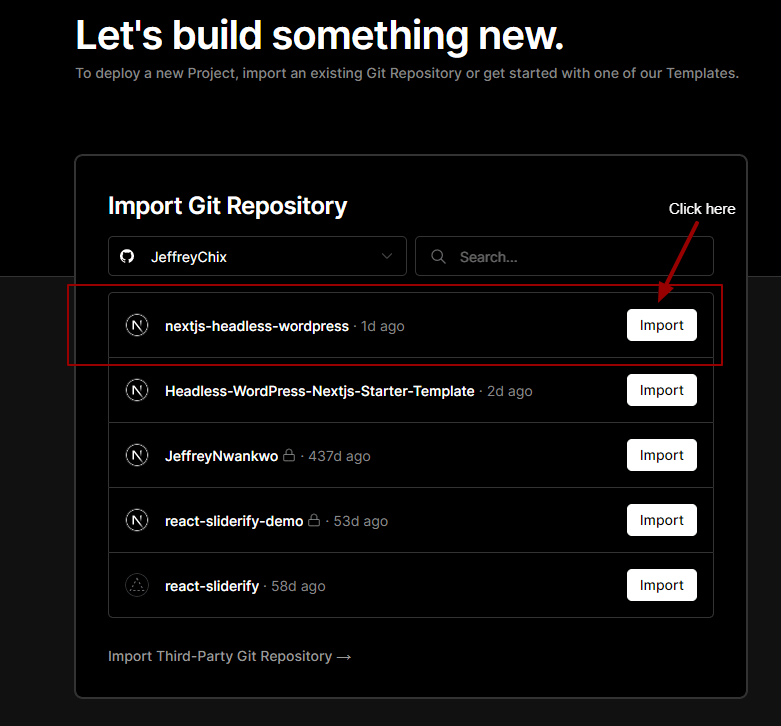 Let's build something new.
To deploy a new Project, import an existing Git Repository or get started with one of our Templates.
Import Git Repository
Click here
JeffreyChix
Search...
N nextjs-headless-wordpress · 1d ago Import
N Headless-WordPress-Nextjs-Starter-Template · 2d ago Import
N JeffreyNwankwo · 437d ago Import
N react-sliderify-demo · 53d ago Import
react-sliderify · 58d ago Import
Import Third-Party Git Repository →